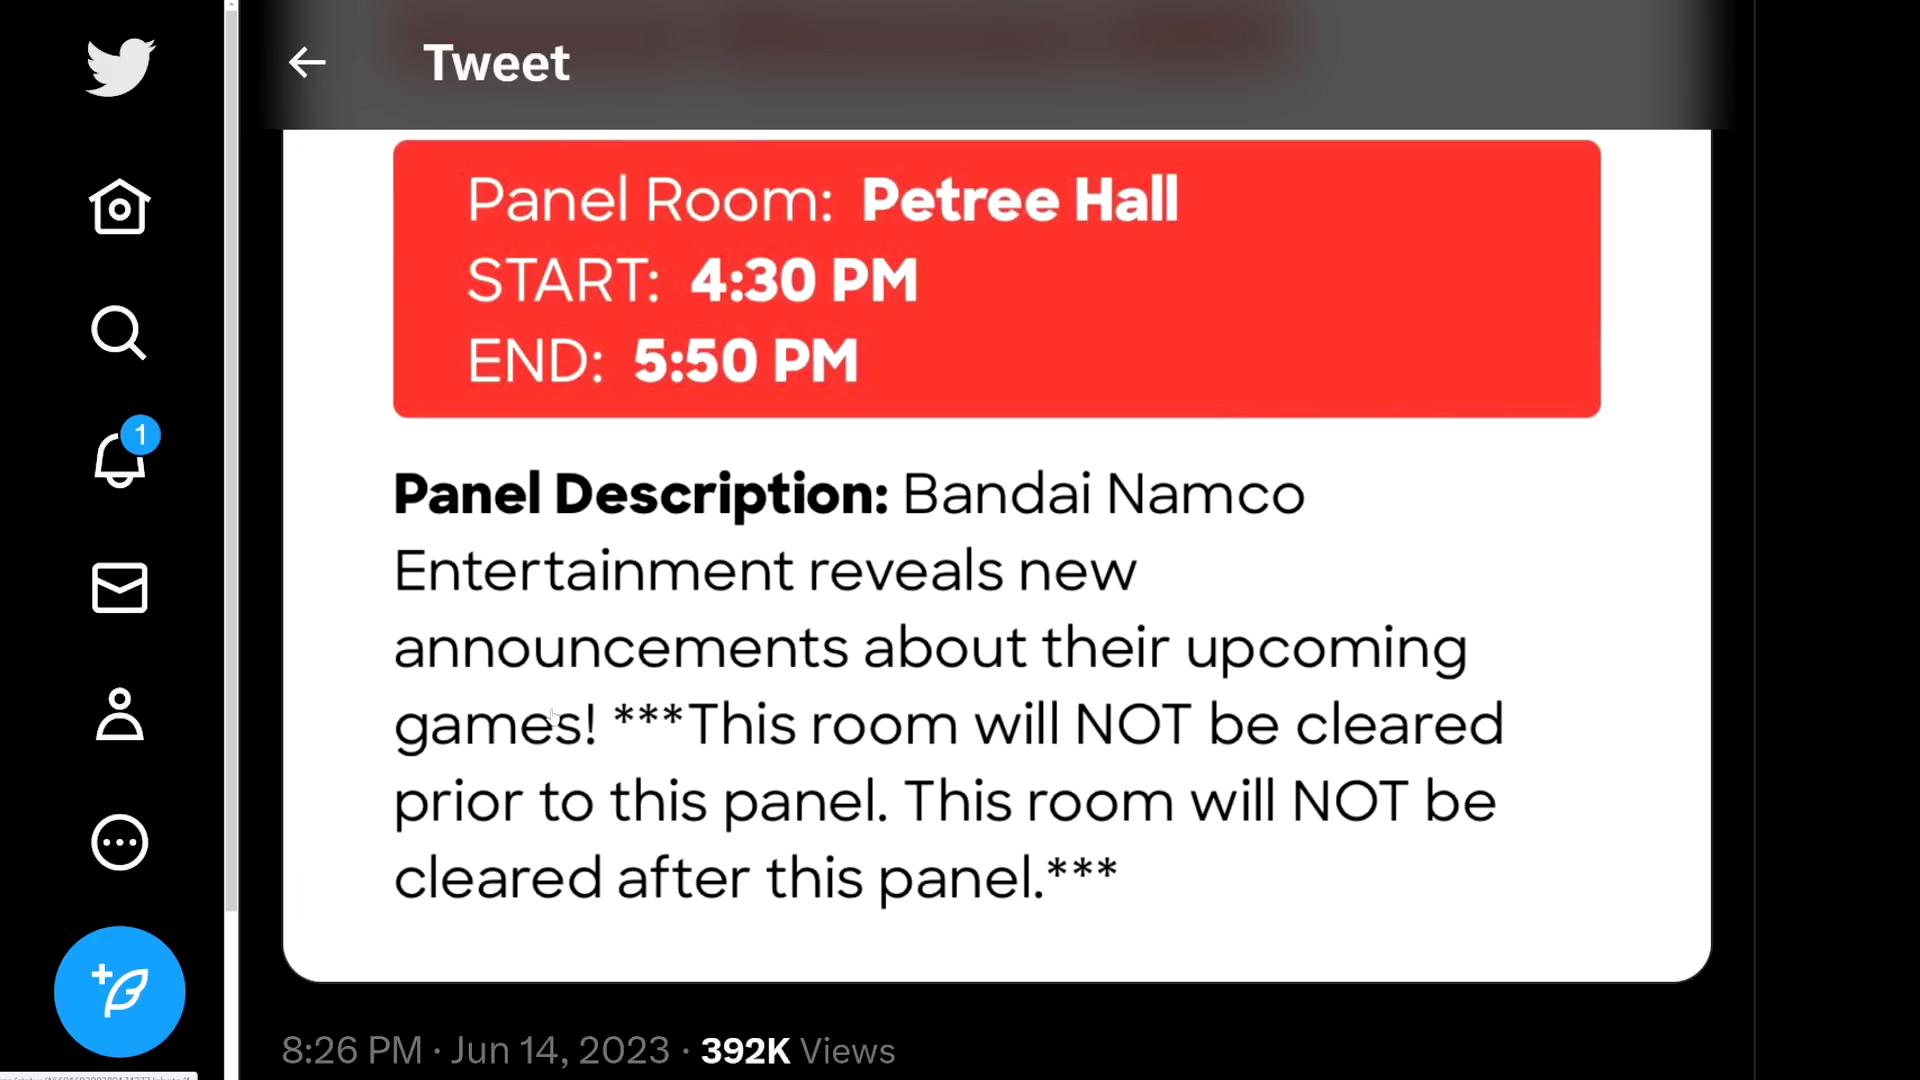 Tweet
Panel Room: Petree Hall
START: 4:30 PM
END: 5:50 PM
1
Panel Description: Bandai Namco
Entertainment reveals new
announcements about their upcoming
games! ***This room will NOT be cleared
prior to this panel. This room will NOT be
cleared after this panel.***
8:26 PM · Jun 14, 2023 · 392K Views